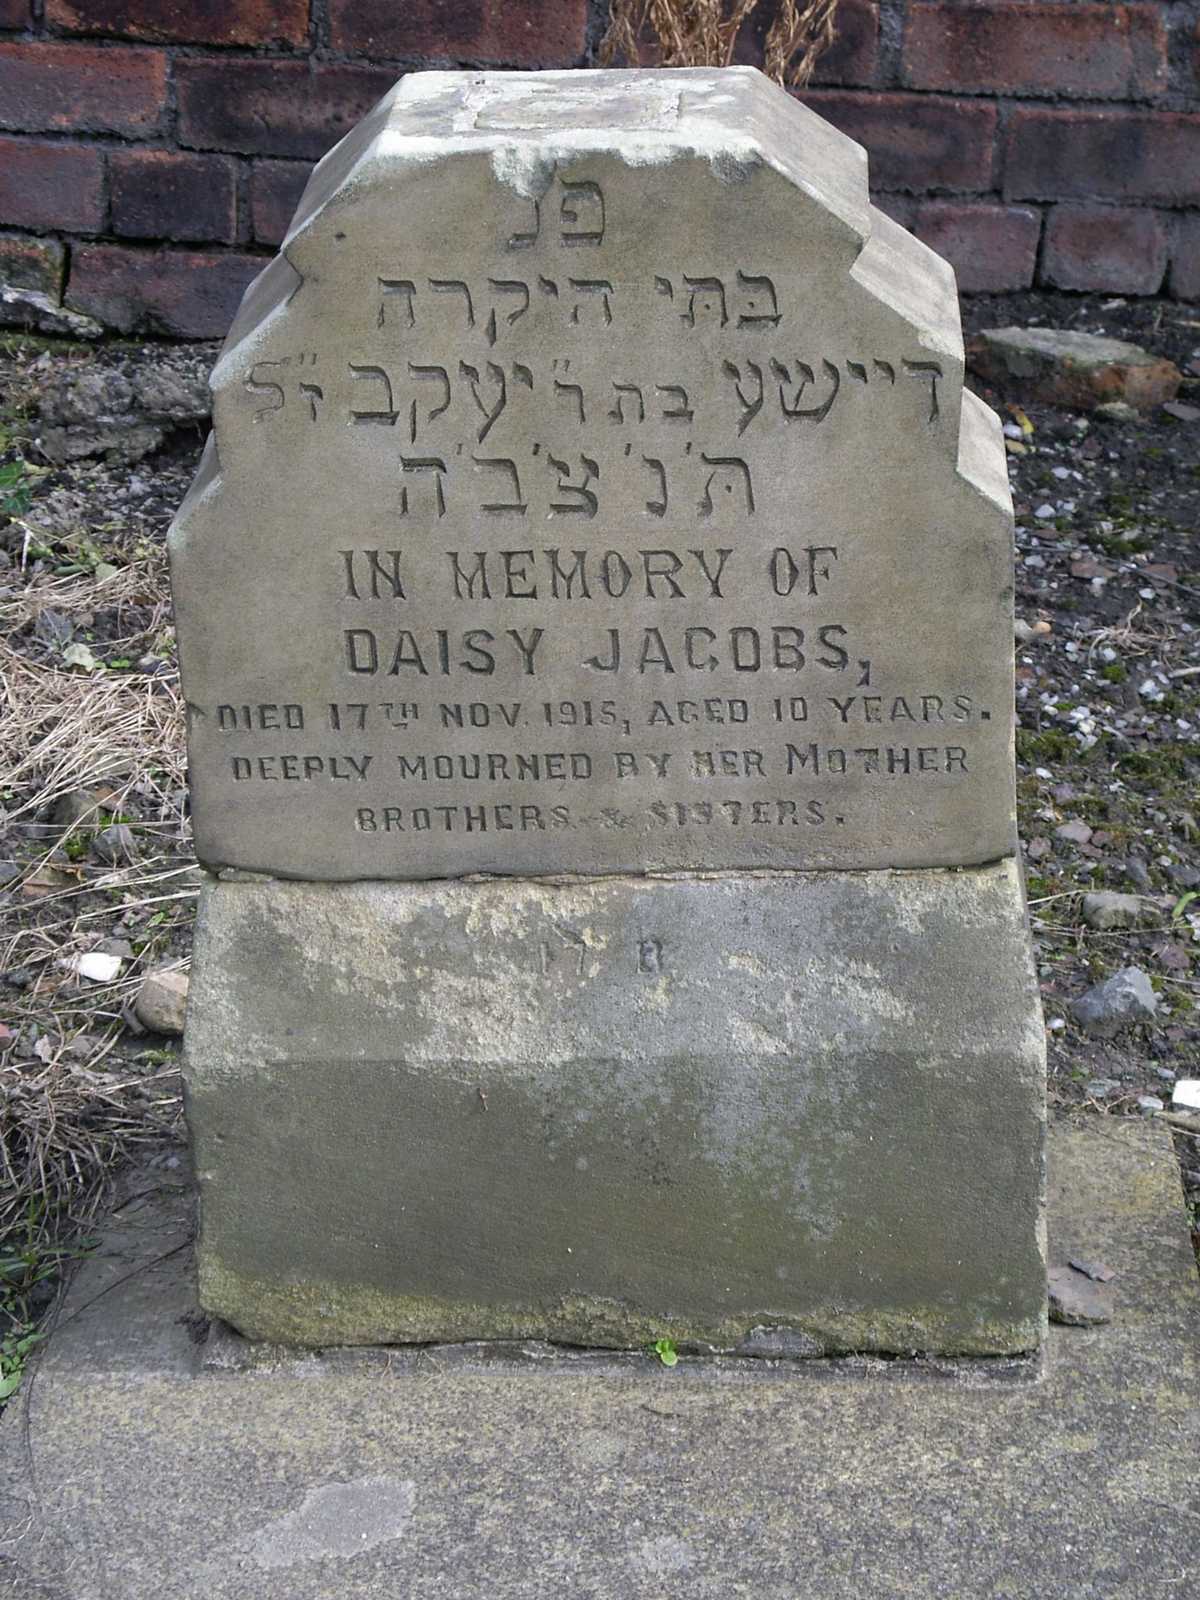 פנ
בתי היקרה
דיישע בת ר״ יעקב ז״ל
ת׳נ׳צ׳ב׳ה
IN MEMORY OF
DAISY JACOBS,
DIED 17TH NOV. 1915, AGED 10 YEARS.
DEEPLY MOURNED BY HER MOTHER
BROTHERS & SISTERS.
17 B